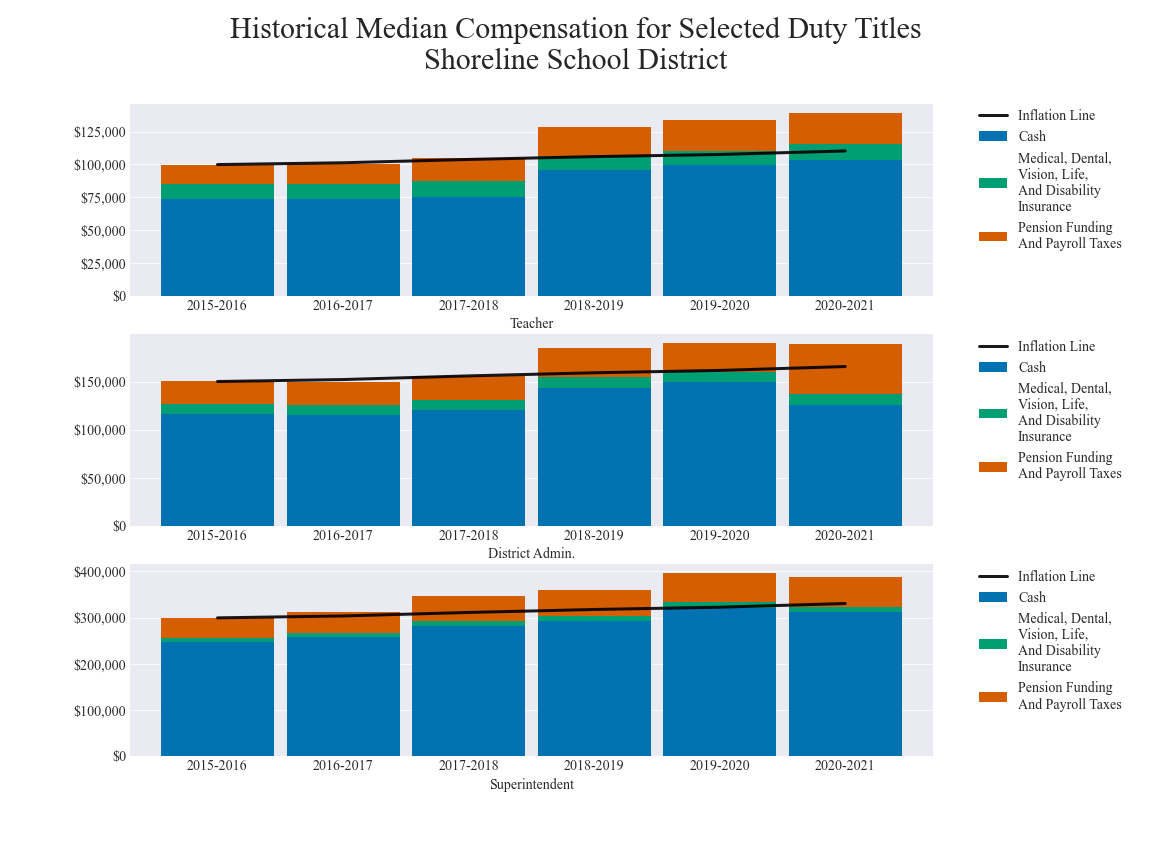 Historical Median Compensation for Selected Duty Titles
Shoreline School District
$125,000
$100,000
$75,000
$50,000
$25,000
$0
2015-2016
2016-2017
2017-2018
2018-2019
2019-2020
2020-2021
Teacher
Inflation Line
Cash
Medical, Dental,
Vision, Life,
And Disability
Insurance
Pension Funding
And Payroll Taxes
$150,000
$100,000
$50,000
$0
2015-2016
2016-2017
2017-2018
2018-2019
2019-2020
2020-2021
District Admin.
Inflation Line
Cash
Medical, Dental,
Vision, Life,
And Disability
Insurance
Pension Funding
And Payroll Taxes
$400,000
$300,000
$200,000
$100,000
$0
2015-2016
2016-2017
2017-2018
2018-2019
2019-2020
2020-2021
Superintendent
Inflation Line
Cash
Medical, Dental,
Vision, Life,
And Disability
Insurance
Pension Funding
And Payroll Taxes